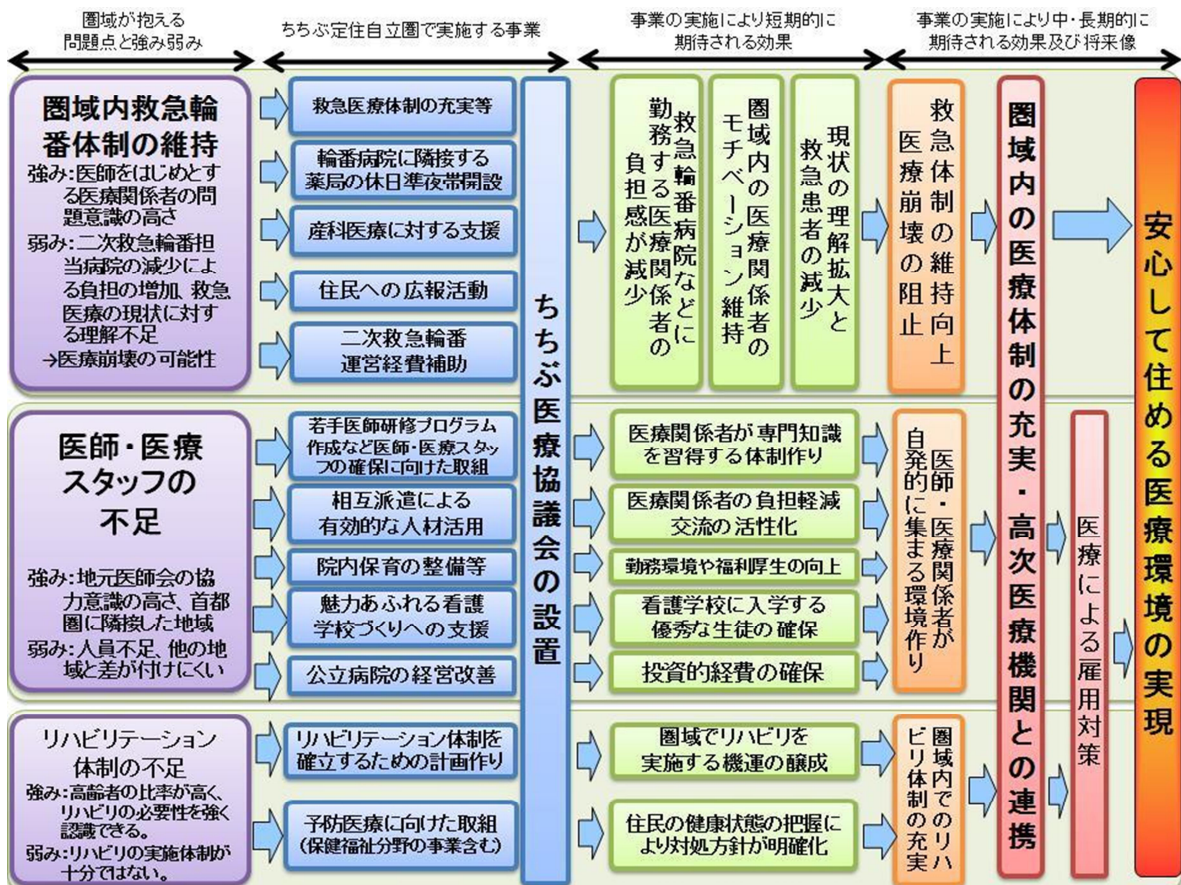 圏域が抱える
問題点と強み弱み
ちちぶ定住自立圏で実施する事業
事業の実施により短期的に
期待される効果
事業の実施により中・長期的に
期待される効果及び将来像
圏域内救急輪
番体制の維持
強み:医師をはじめとす
る医療関係者の問
題意識の高さ
弱み:二次救急輪番担
当病院の減少によ
る負担の増加、救急
医療の現状に対す
る理解不足
→医療崩壊の可能性
救急医療体制の充実等
輪番病院に隣接する
薬局の休日準夜帯開設
産科医療に対する支援
住民への広報活動
二次救急輪番
運営経費補助
ちちぶ医療協議会の設置
救急輪番病院などに
勤務する医療関係者の
負担感が減少
圏域内の医療関係者の
モチベーション維持
現状の理解拡大と
救急患者の減少
救急体制の維持向上
医療崩壊の阻止
圏域内の医療体制の充実・高次医療機関との連携
安心して住める医療環境の実現
医師・医療
スタッフの
不足
強み:地元医師会の協
力意識の高さ、首都
圏に隣接した地域
弱み:人員不足、他の地
域と差が付けにくい
若手医師研修プログラム
作成など医師・医療スタッ
フの確保に向けた取組
相互派遣による
有効的な人材活用
院内保育の整備等
魅力あふれる看護
学校づくりへの支援
公立病院の経営改善
医療関係者が専門知識
を習得する体制作り
医療関係者の負担軽減
交流の活性化
勤務環境や福利厚生の向上
看護学校に入学する
優秀な生徒の確保
投資的経費の確保
医師・医療関係者が
自発的に集まる環境作り
医療による雇用対策
リハビリテーション
体制の不足
強み:高齢者の比率が高く、
リハビリの必要性を強く
認識できる。
弱み:リハビリの実施体制が
十分ではない。
リハビリテーション体制を
確立するための計画作り
予防医療に向けた取組
(保健福祉分野の事業含む)
圏域でリハビリを
実施する機運の醸成
住民の健康状態の把握に
より対処方針が明確化
圏域内でのリハ
ビリ体制の充実